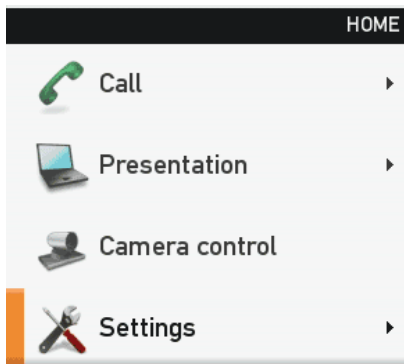 HOME
Call
Presentation
Camera control
Settings